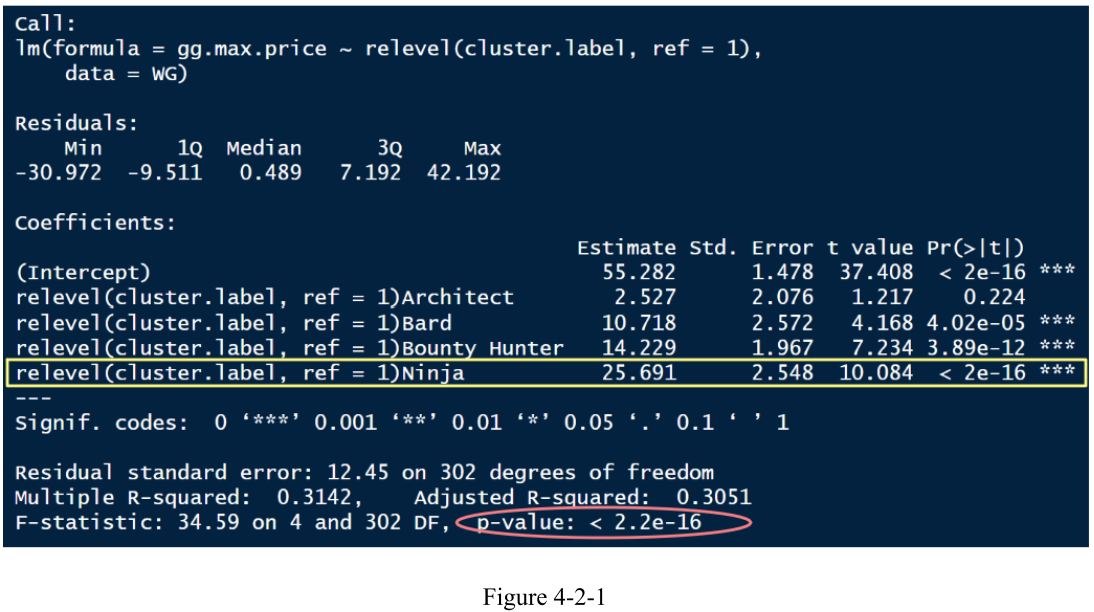 Call:
lm(formula = gg.max.price ~ relevel(cluster.label, ref = 1),
    data = WG)
Residuals:
    Min      1Q  Median      3Q     Max
-30.972  -9.511   0.489   7.192  42.192
Coefficients:
Estimate Std. Error t value Pr(>|t|)
(Intercept) 55.282 1.478 37.408 < 2e-16 ***
relevel(cluster.label, ref = 1)Architect 2.527 2.076 1.217 0.224
relevel(cluster.label, ref = 1)Bard 10.718 2.572 4.168 4.02e-05 ***
relevel(cluster.label, ref = 1)Bounty Hunter 14.229 1.967 7.234 3.89e-12 ***
relevel(cluster.label, ref = 1)Ninja 25.691 2.548 10.084 < 2e-16 ***
---
Signif. codes:  0 ‘***’ 0.001 ‘**’ 0.01 ‘*’ 0.05 ‘.’ 0.1 ‘ ’ 1
Residual standard error: 12.45 on 302 degrees of freedom
Multiple R-squared:  0.3142,    Adjusted R-squared:  0.3051
F-statistic: 34.59 on 4 and 302 DF,  p-value: < 2.2e-16
Figure 4-2-1